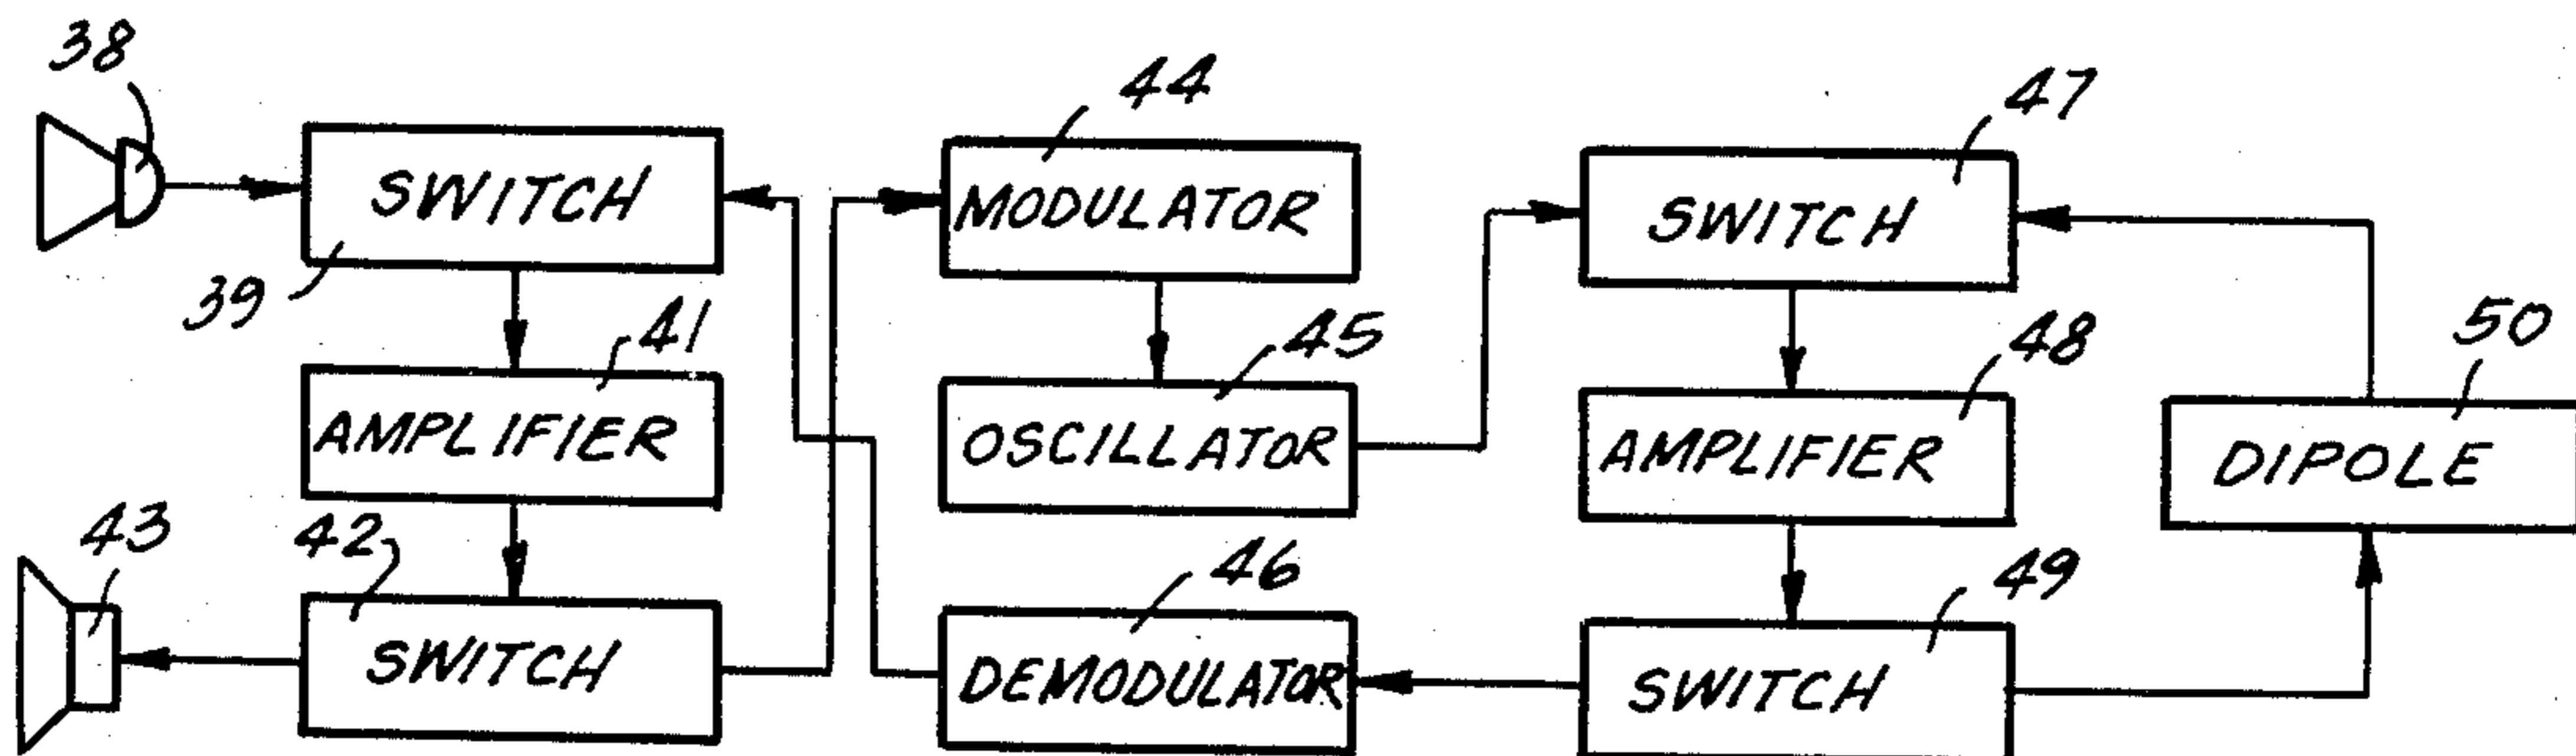 38
44
47
SWITCH
MODULATOR
SWITCH
39
41
45
48
50
AMPLIFIER
OSCILLATOR
AMPLIFIER
DIPOLE
43
42
46
49
SWITCH
DEMODULATOR
SWITCH